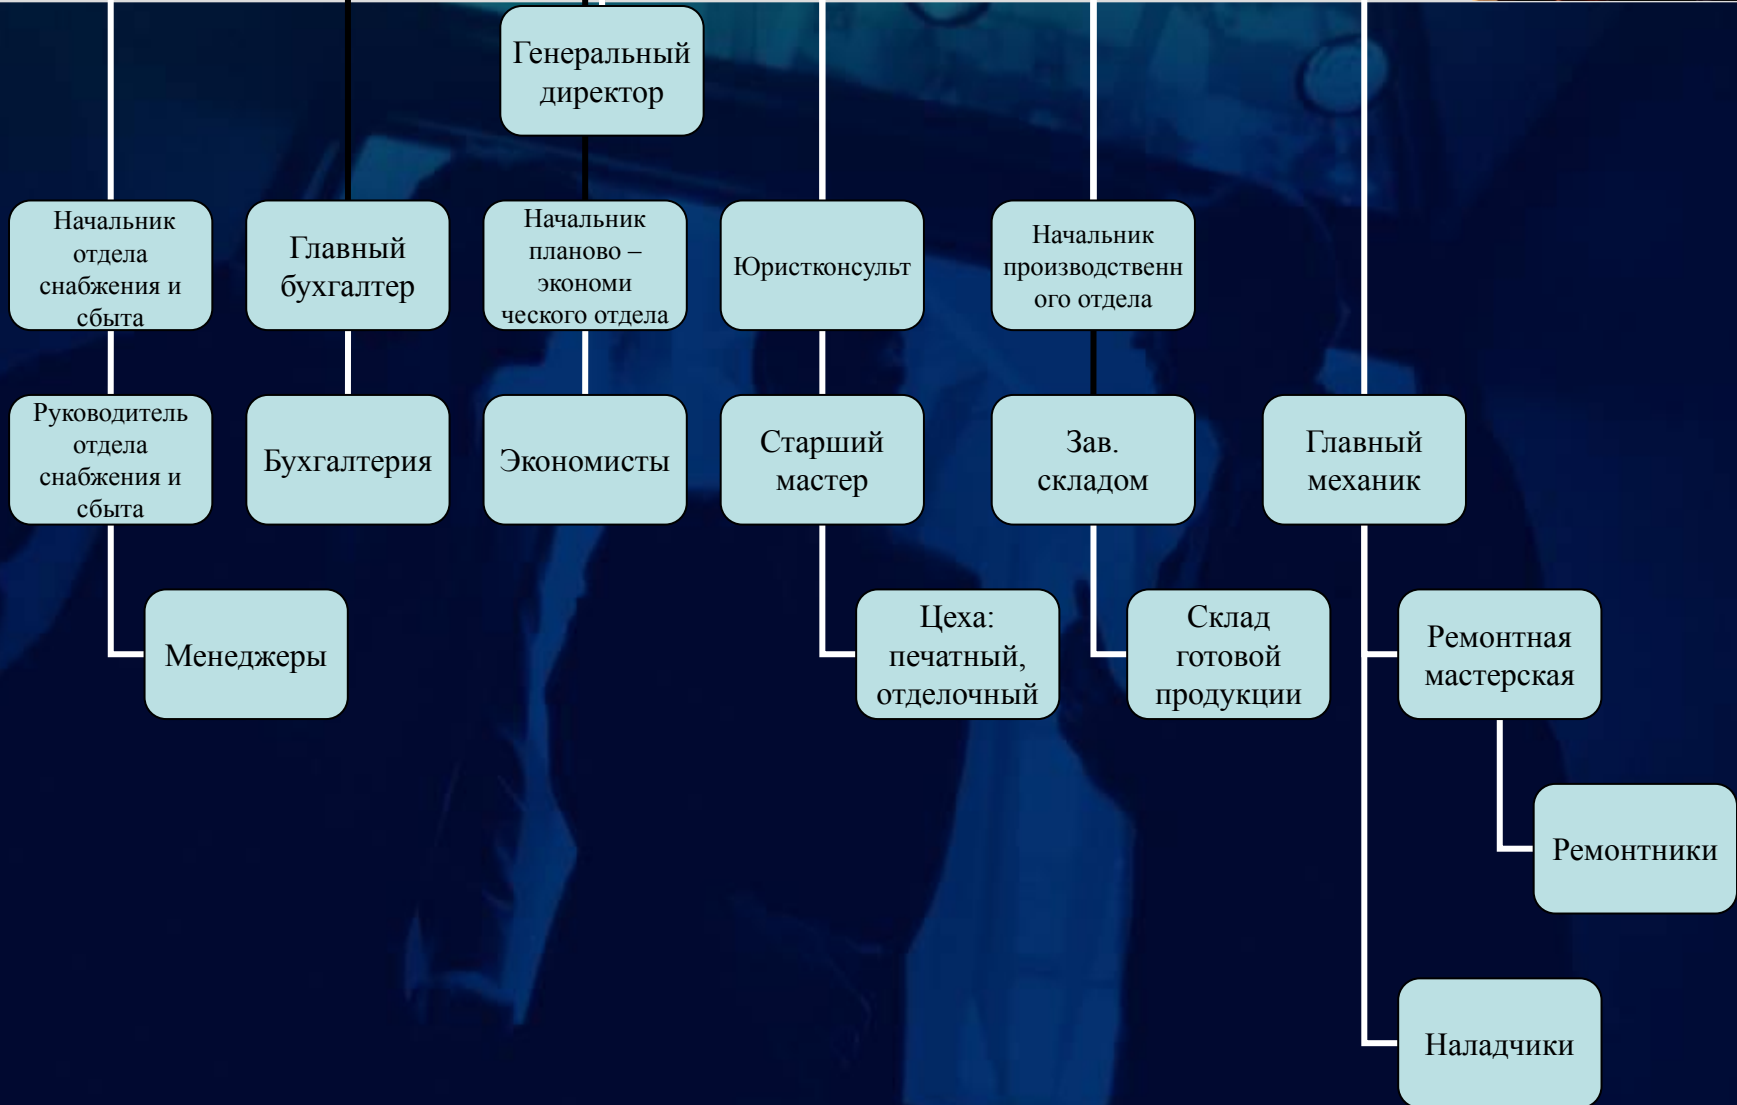 Генеральный
директор
Начальник
отдела
снабжения и
сбыта
Главный
бухгалтер
Начальник
планово –
экономи
ческого отдела
Юристконсульт
Начальник
производственн
ого отдела
Руководитель
отдела
снабжения и
сбыта
Бухгалтерия
Экономисты
Старший
мастер
Зав.
складом
Главный
механик
Менеджеры
Цеха:
печатный,
отделочный
Склад
готовой
продукции
Ремонтная
мастерская
Ремонтники
Наладчики